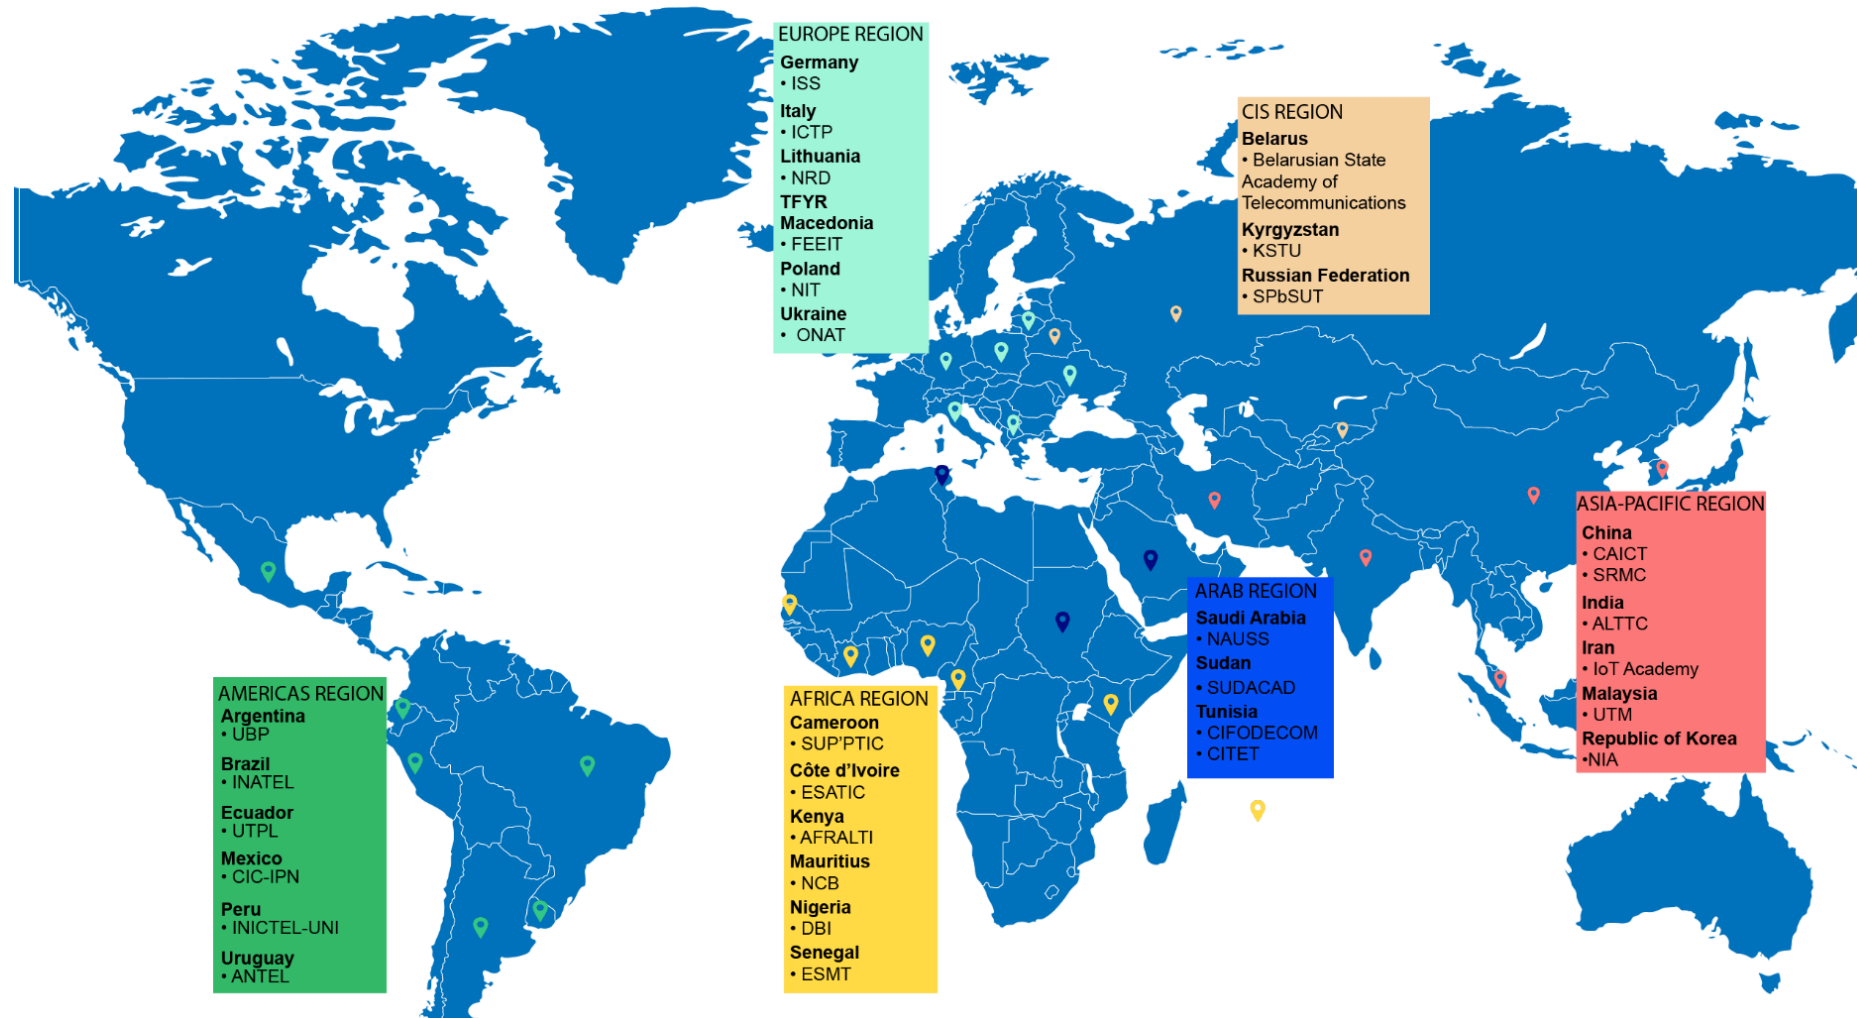 EUROPE REGION
Germany
• ISS
Italy
• ICTP
Lithuania
• NRD
TFYR
Macedonia
• FEEIT
Poland
• NIT
Ukraine
• ONAT
CIS REGION
Belarus
• Belarusian State
Academy of
Telecommunications
Kyrgyzstan
• KSTU
Russian Federation
• SPbSUT
ASIA-PACIFIC REGION
China
• CAICT
• SRMC
India
• ALTTC
Iran
• IoT Academy
Malaysia
• UTM
Republic of Korea
•NIA
ARAB REGION
Saudi Arabia
• NAUSS
Sudan
• SUDACAD
Tunisia
• CIFODECOM
• CITET
AMERICAS REGION
Argentina
• UBP
Brazil
• INATEL
Ecuador
• UTPL
Mexico
• CIC-IPN
Peru
• INICTEL-UNI
Uruguay
• ANTEL
AFRICA REGION
Cameroon
• SUP’PTIC
Côte d’Ivoire
• ESATIC
Kenya
• AFRALTI
Mauritius
• NCB
Nigeria
• DBI
Senegal
• ESMT